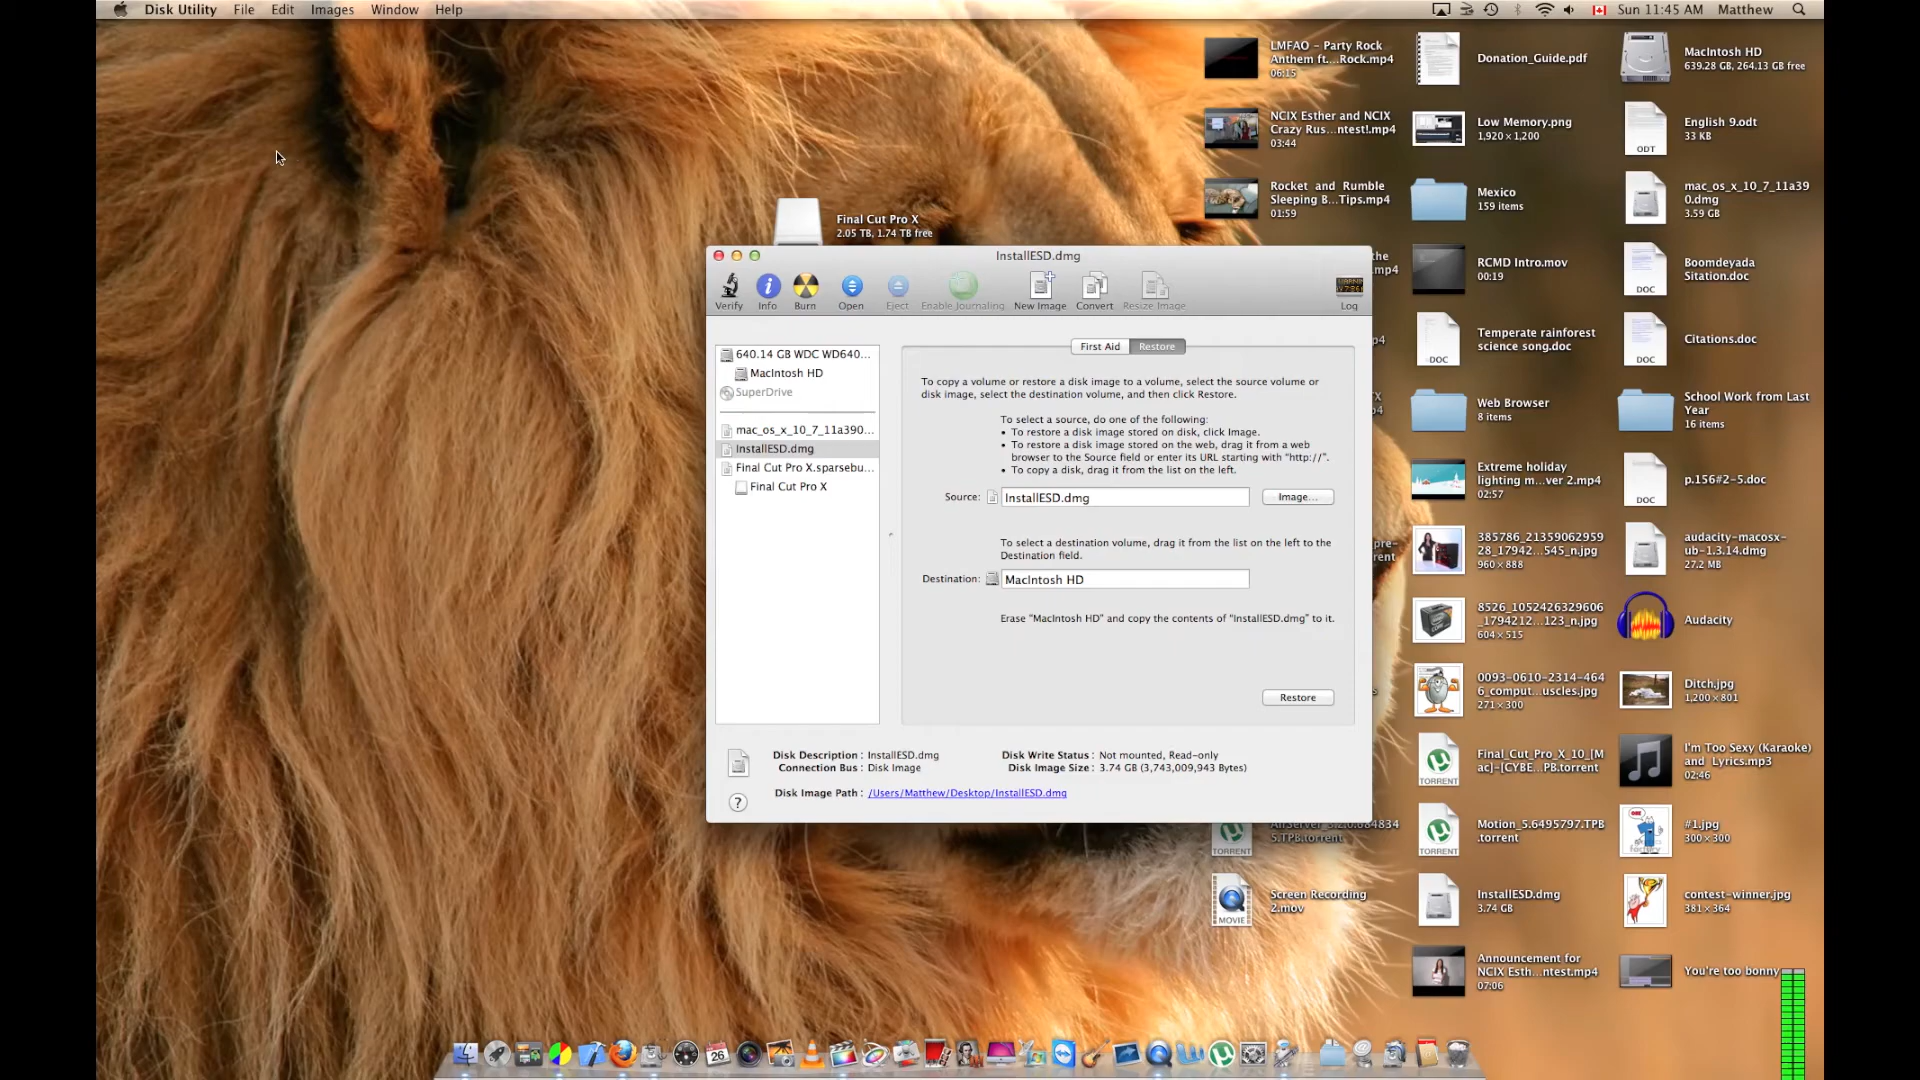 Disk Utility File Edit Images Window Help
Sun 11:45 AM Matthew
LMFAO - Party Rock
Anthem ft....Rock.mp4
06:15
Donation_Guide.pdf
MacIntosh HD
639.28 GB, 264.13 GB free
NCIX Esther and NCIX
Crazy Rus...ntest!.mp4
03:44
Low Memory.png
1,920 × 1,200
English 9.odt
33 KB
ODT
Rocket and Rumble
Sleeping B...Tips.mp4
01:59
Mexico
159 items
mac_os_x_10_7_11a39
0.dmg
3.59 GB
Final Cut Pro X
2.05 TB, 1.74 TB free
the
mp4
RCMD Intro.mov
00:19
Boomdeyada
Sitation.doc
DOC
p4
Temperate rainforest
science song.doc
DOC
Citations.doc
DOC
Web Browser
8 items
School Work from Last
Year
16 items
Extreme holiday
lighting m...ver 2.mp4
02:57
p.156#2-5.doc
DOC
pre-
rent
385786_21359062959
28_17942...545_n.jpg
960 × 888
audacity-macosx-
ub-1.3.14.dmg
27.2 MB
8526_1052426329606
_1794212...123_n.jpg
604 × 515
Audacity
0093-0610-2314-464
6_comput...uscles.jpg
271 × 300
Ditch.jpg
1,200 × 801
Final_Cut_Pro_X_10_[M
ac]-[CYBE...PB.torrent
TORRENT
I'm Too Sexy (Karaoke)
and Lyrics.mp3
02:46
5.TPB.torrent
TORRENT
Motion_5.6495797.TPB
.torrent
TORRENT
#1.jpg
300 × 300
Screen Recording
2.mov
MOVIE
InstallESD.dmg
3.74 GB
contest-winner.jpg
381 × 364
Announcement for
NCIX Esth...ntest.mp4
07:06
You're too bonny
InstallESD.dmg
Verify Info Burn Open Eject Enable Journaling New Image Convert Resize Image Log
640.14 GB WDC WD640...
MacIntosh HD
SuperDrive
mac_os_x_10_7_11a390...
InstallESD.dmg
Final Cut Pro X.sparsebu...
Final Cut Pro X
First Aid Restore
To copy a volume or restore a disk image to a volume, select the source volume or
disk image, select the destination volume, and then click Restore.
To select a source, do one of the following:
• To restore a disk image stored on disk, click Image.
• To restore a disk image stored on the web, drag it from a web
browser to the Source field or enter its URL starting with "http://".
• To copy a disk, drag it from the list on the left.
Source: InstallESD.dmg Image...
To select a destination volume, drag it from the list on the left to the
Destination field.
Destination: MacIntosh HD
Erase "MacIntosh HD" and copy the contents of "InstallESD.dmg" to it.
Restore
Disk Description : InstallESD.dmg
Connection Bus : Disk Image
Disk Write Status : Not mounted, Read-only
Disk Image Size : 3.74 GB (3,743,009,943 Bytes)
Disk Image Path : /Users/Matthew/Desktop/InstallESD.dmg
?
26